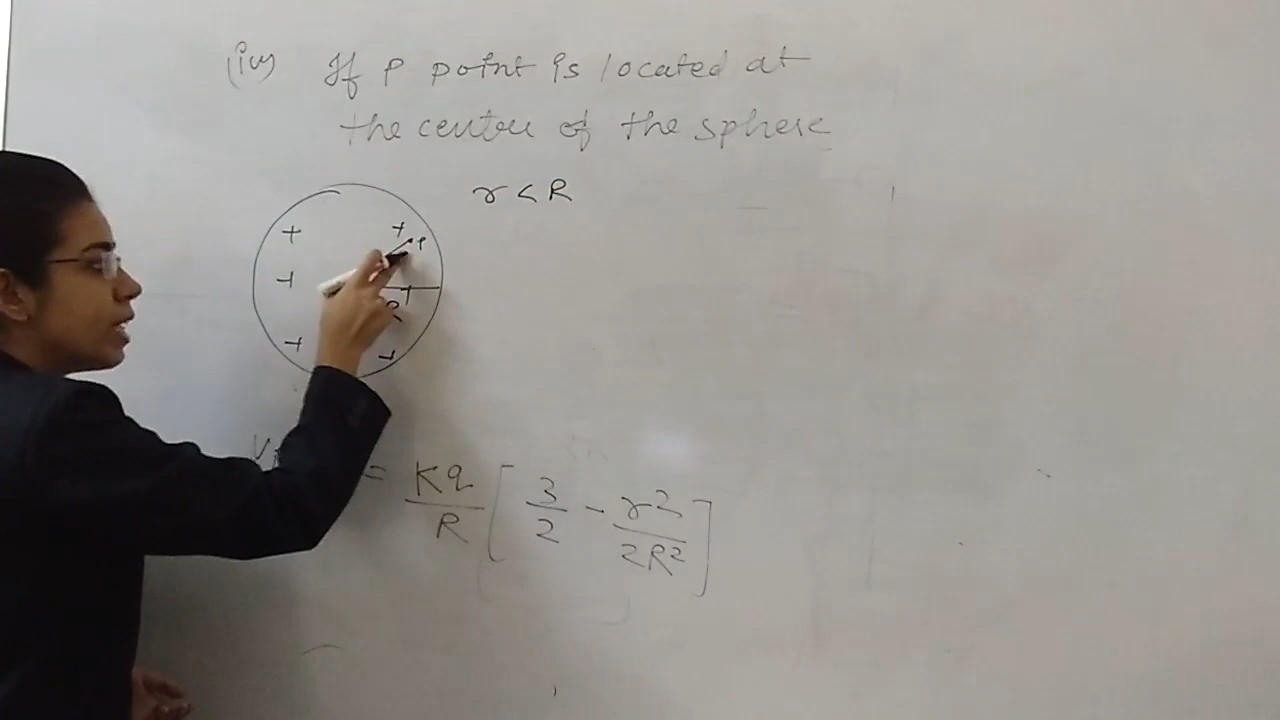 (iv) If P point is located at
the center of the sphere
r < R
+ + P
+ +
R
+ +
V = Kq/R [ 3/2 - r²/2R² ]